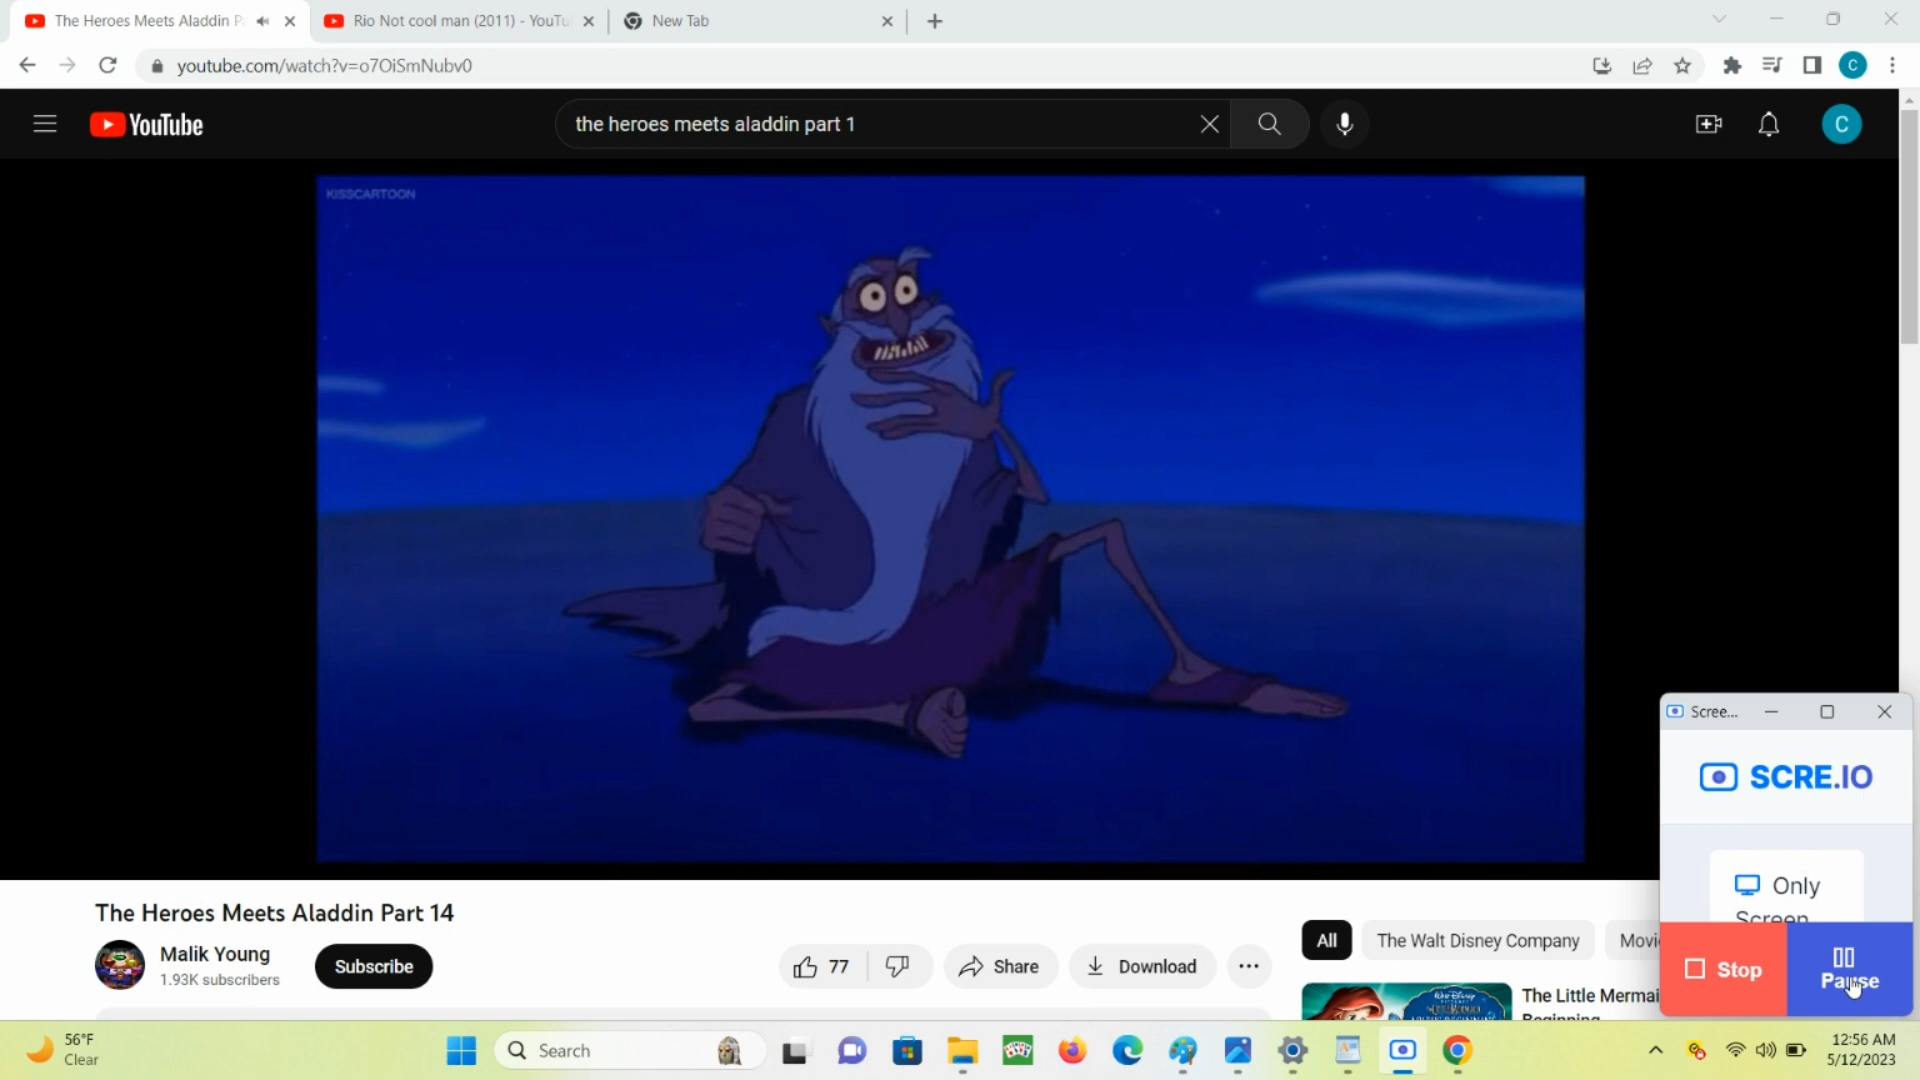 The Heroes Meets Aladdin P
Rio Not cool man (2011) - YouTu
New Tab
youtube.com/watch?v=o7OiSmNubv0
C
YouTube
the heroes meets aladdin part 1
C
KISSCARTOON
Scree...
SCRE.IO
Only
Screen
Stop
Pause
The Heroes Meets Aladdin Part 14
Malik Young
1.93K subscribers
Subscribe
77
Share
Download
All
The Walt Disney Company
Movi
The Little Mermai
Beginning
56°F
Clear
Search
12:56 AM
5/12/2023